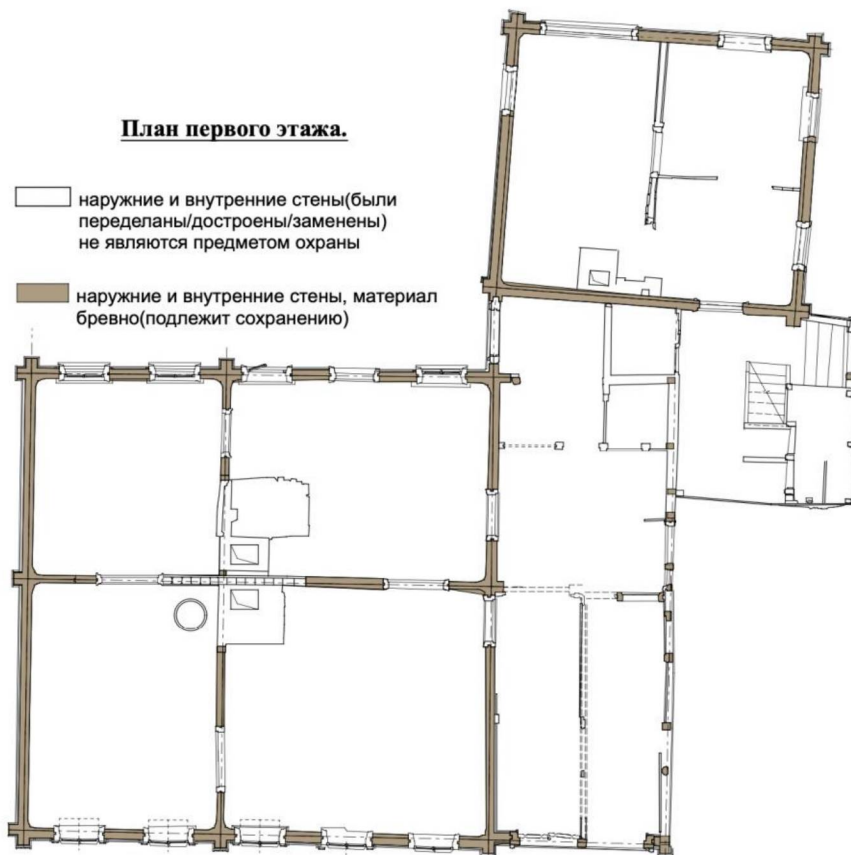 План первого этажа.
наружние и внутренние стены(были
переделаны/достроены/заменены)
не являются предметом охраны
наружние и внутренние стены, материал
бревно(подлежит сохранению)